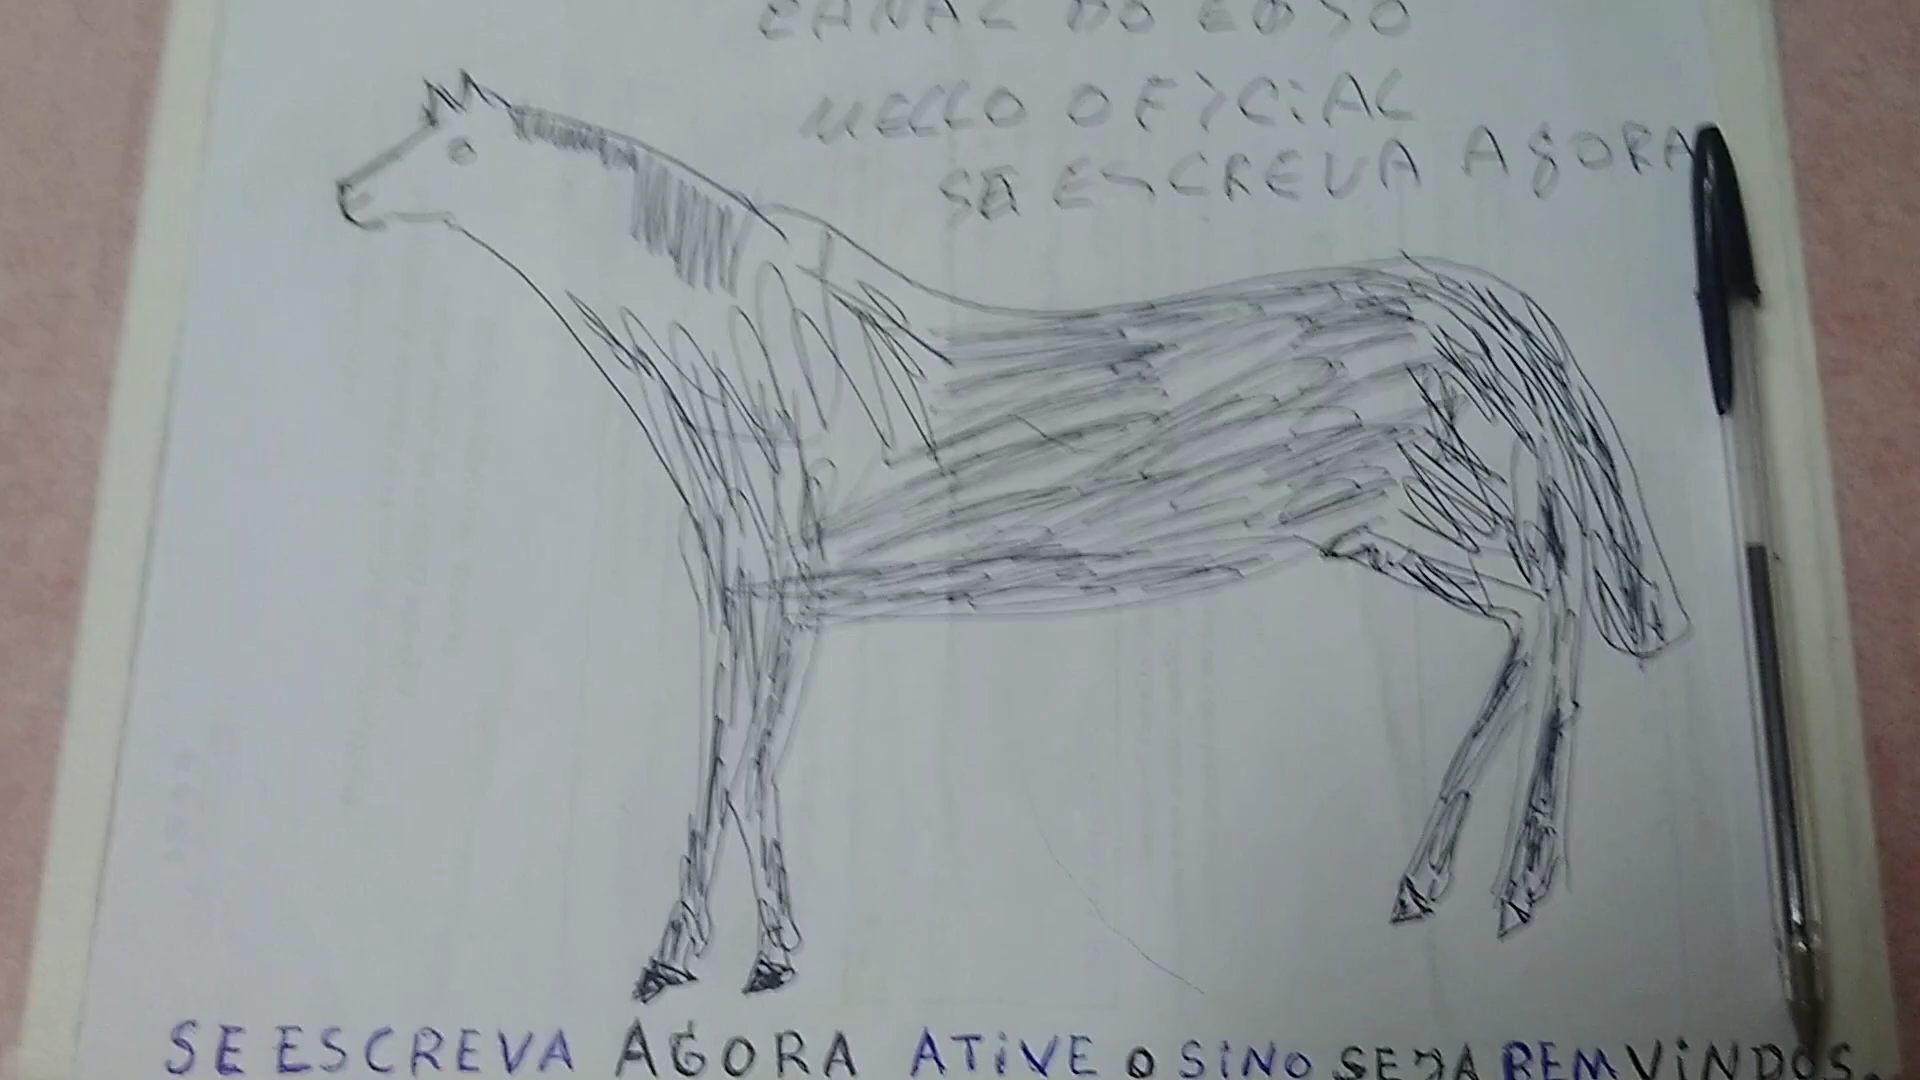 CANAL DO EDSO
MELLO OFICIAL
SE ESCREVA AGORA
SE ESCREVA AGORA ATIVE O SINO SEJA BEM VINDOS.